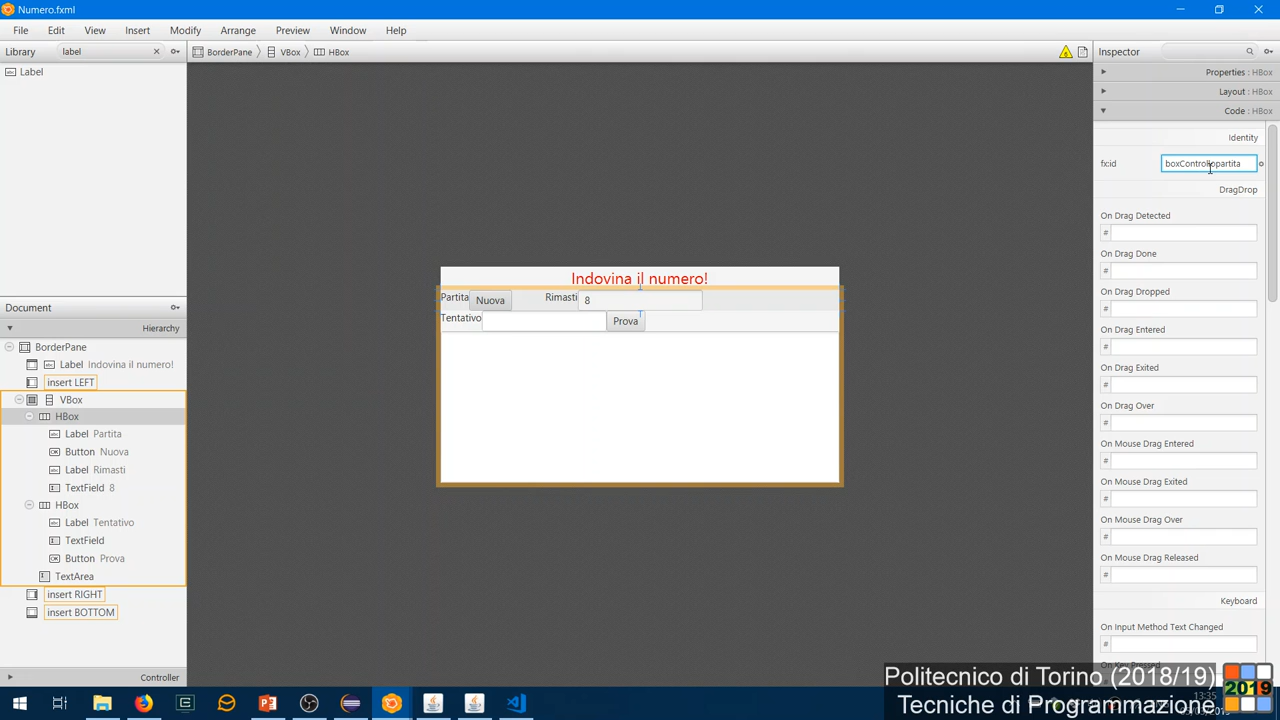 Numero.fxml
File Edit View Insert Modify Arrange Preview Window Help
Library label
BorderPane VBox HBox
Inspector
Label
Properties : HBox
Layout : HBox
Code : HBox
Identity
fx:id boxControllopartita
DragDrop
On Drag Detected
#
On Drag Done
#
On Drag Dropped
#
On Drag Entered
#
On Drag Exited
#
On Drag Over
#
On Mouse Drag Entered
#
On Mouse Drag Exited
#
On Mouse Drag Over
#
On Mouse Drag Released
#
Keyboard
On Input Method Text Changed
#
On Key Pressed
Indovina il numero!
Partita Nuova Rimasti 8
Tentativo Prova
Document
Hierarchy
BorderPane
Label Indovina il numero!
insert LEFT
VBox
HBox
Label Partita
Button Nuova
Label Rimasti
TextField 8
HBox
Label Tentativo
TextField
Button Prova
TextArea
insert RIGHT
insert BOTTOM
Controller
Politecnico di Torino (2018/19)
Tecniche di Programmazione
2019
13:35